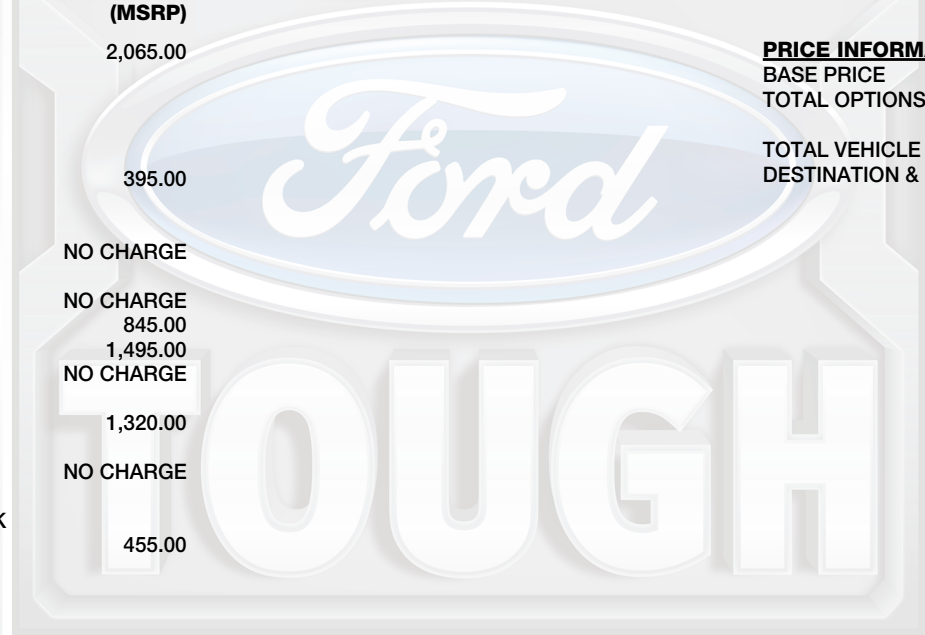 (MSRP)
2,065.00
395.00
NO CHARGE
NO CHARGE
845.00
1,495.00
NO CHARGE
1,320.00
NO CHARGE
K
455.00
PRICE INFORMA
BASE PRICE
TOTAL OPTIONS
TOTAL VEHICLE
DESTINATION &
Ford
TOUGH